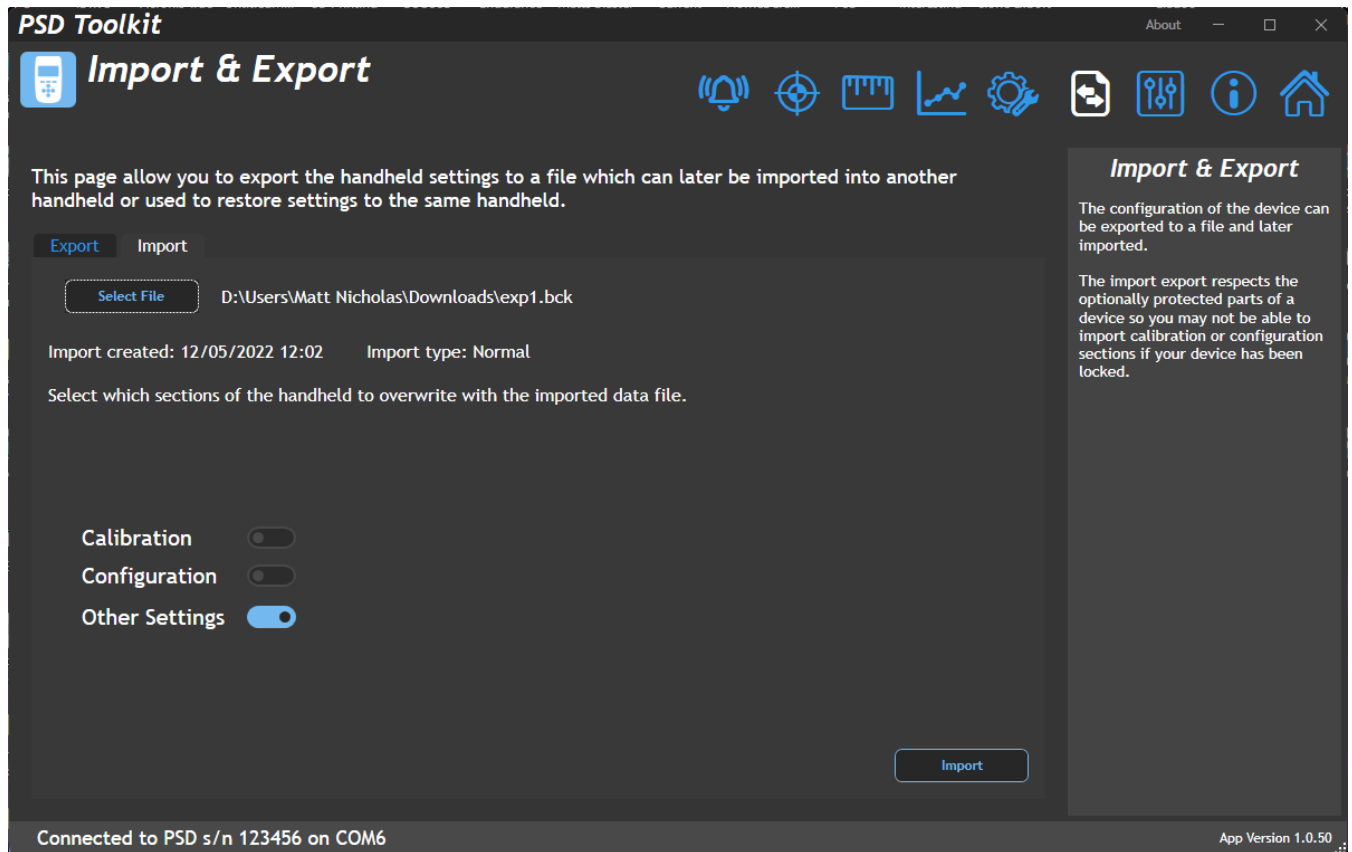 PSD Toolkit
About
Import & Export
This page allow you to export the handheld settings to a file which can later be imported into another
handheld or used to restore settings to the same handheld.
Export Import
Select File D:\Users\Matt Nicholas\Downloads\exp1.bck
Import created: 12/05/2022 12:02 Import type: Normal
Select which sections of the handheld to overwrite with the imported data file.
Calibration
Configuration
Other Settings
Import
Import & Export
The configuration of the device can
be exported to a file and later
imported.
The import export respects the
optionally protected parts of a
device so you may not be able to
import calibration or configuration
sections if your device has been
locked.
Connected to PSD s/n 123456 on COM6
App Version 1.0.50